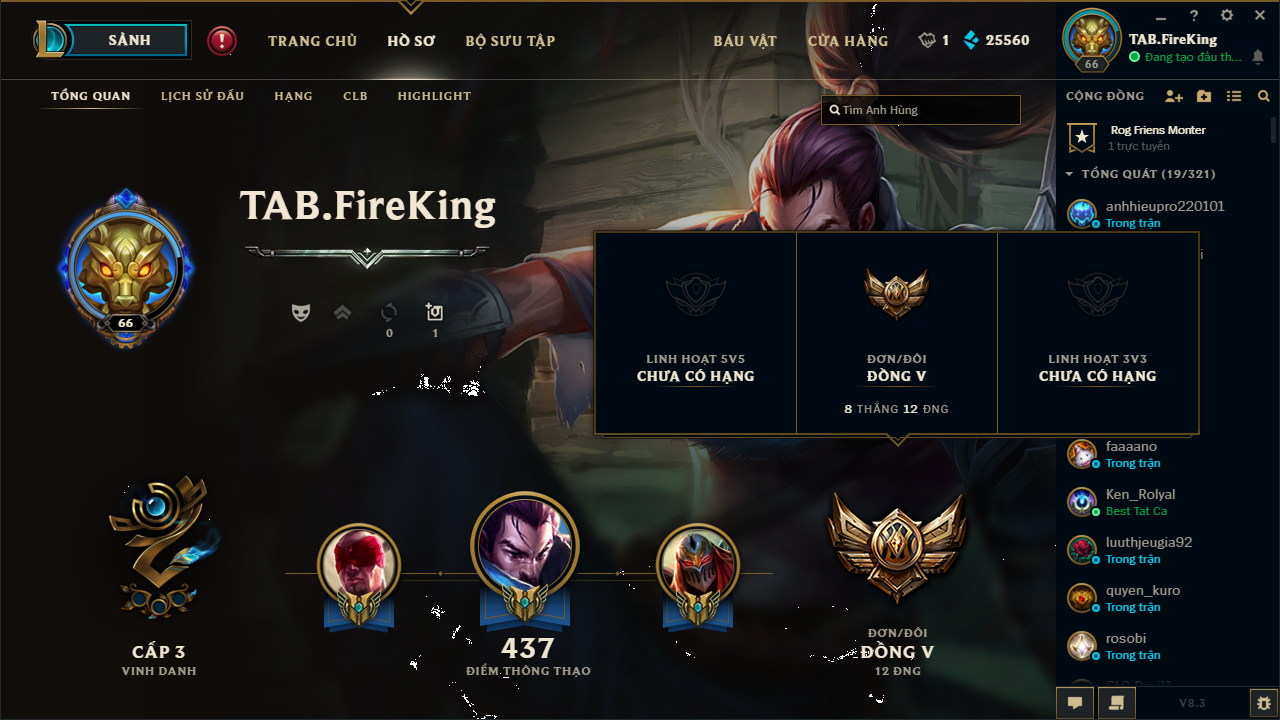 SẢNH
TRANG CHỦ
HỒ SƠ
BỘ SƯU TẬP
BÁU VẬT
CỬA HÀNG
1
25560
TAB.FireKing
66
Đang tạo đấu th...
TỔNG QUAN
LỊCH SỬ ĐẤU
HẠNG
CLB
HIGHLIGHT
Tìm Anh Hùng
CỘNG ĐỒNG
Rog Friens Monter
1 trực tuyến
TỔNG QUÁT (19/321)
anhhieupro220101
Trong trận
TAB.FireKing
66
0
1
LINH HOẠT 5V5
CHƯA CÓ HẠNG
ĐƠN/ĐÔI
ĐỒNG V
8 THẮNG 12 ĐNG
LINH HOẠT 3V3
CHƯA CÓ HẠNG
faaaano
Trong trận
Ken_Rolyal
Best Tat Ca
luuthjeugia92
Trong trận
quyen_kuro
Trong trận
rosobi
Trong trận
CẤP 3
VINH DANH
437
ĐIỂM THÔNG THẠO
ĐƠN/ĐÔI
ĐỒNG V
12 ĐNG
V8.3